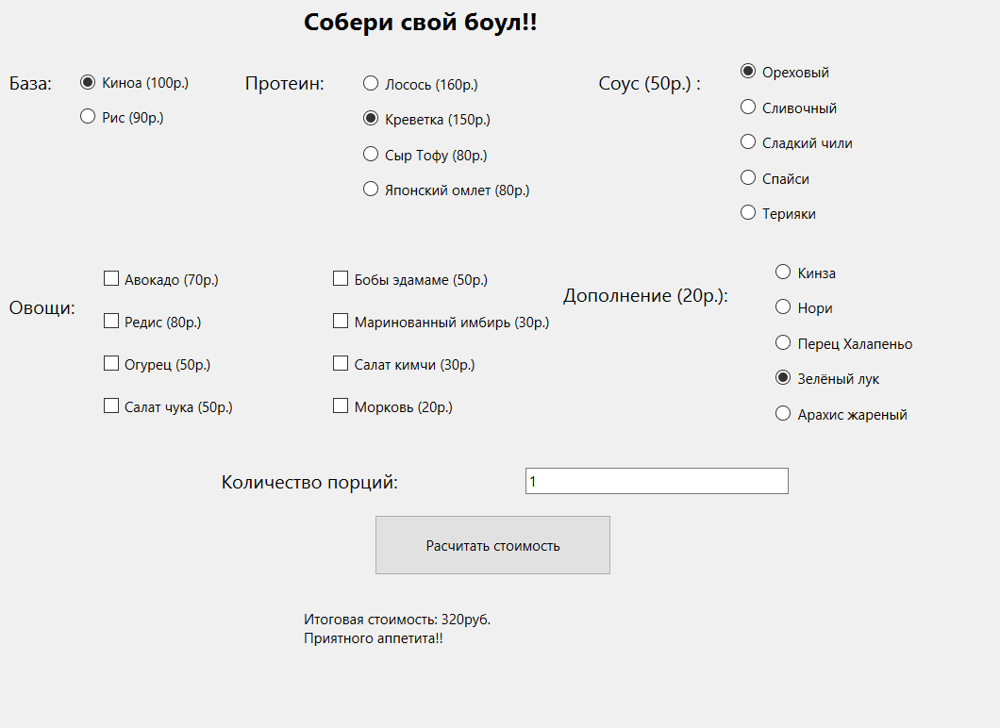 Собери свой боул!!
База:
Киноа (100р.)
Рис (90р.)
Протеин:
Лосось (160р.)
Креветка (150р.)
Сыр Тофу (80р.)
Японский омлет (80р.)
Соус (50р.) :
Ореховый
Сливочный
Сладкий чили
Спайси
Терияки
Овощи:
Авокадо (70р.)
Редис (80р.)
Огурец (50р.)
Салат чука (50р.)
Бобы эдамаме (50р.)
Маринованный имбирь (30р.)
Салат кимчи (30р.)
Морковь (20р.)
Дополнение (20р.):
Кинза
Нори
Перец Халапеньо
Зелёный лук
Арахис жареный
Количество порций:
1
Расчитать стоимость
Итоговая стоимость: 320руб.
Приятного аппетита!!